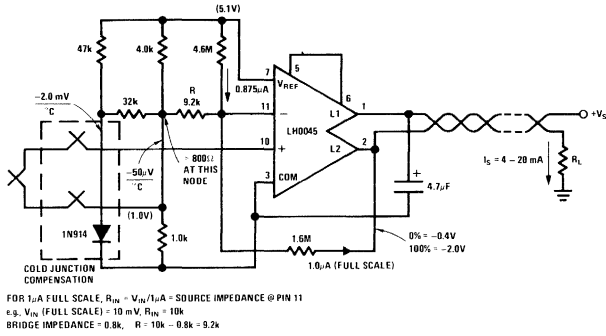 (5.1V)
47k
4.0k
4.6M
7
5
VREF
0.875µA
6
-2.0 mV
°C
32k
R
9.2k
11
−
L1
1
+VS
LH0045
10
+
L2
2
≈ 800Ω
AT THIS
NODE
-50µV
°C
3
COM
IS = 4 – 20 mA
RL
+
4.7µF
(1.0V)
1N914
1.0k
1.6M
0% = -0.4V
100% = -2.0V
1.0µA (FULL SCALE)
COLD JUNCTION
COMPENSATION
FOR 1µA FULL SCALE, RIN = VIN/1µA = SOURCE IMPEDANCE @ PIN 11
e.g., VIN (FULL SCALE) = 10 mV, RIN = 10k
BRIDGE IMPEDANCE = 0.8k, R = 10k – 0.8k = 9.2k